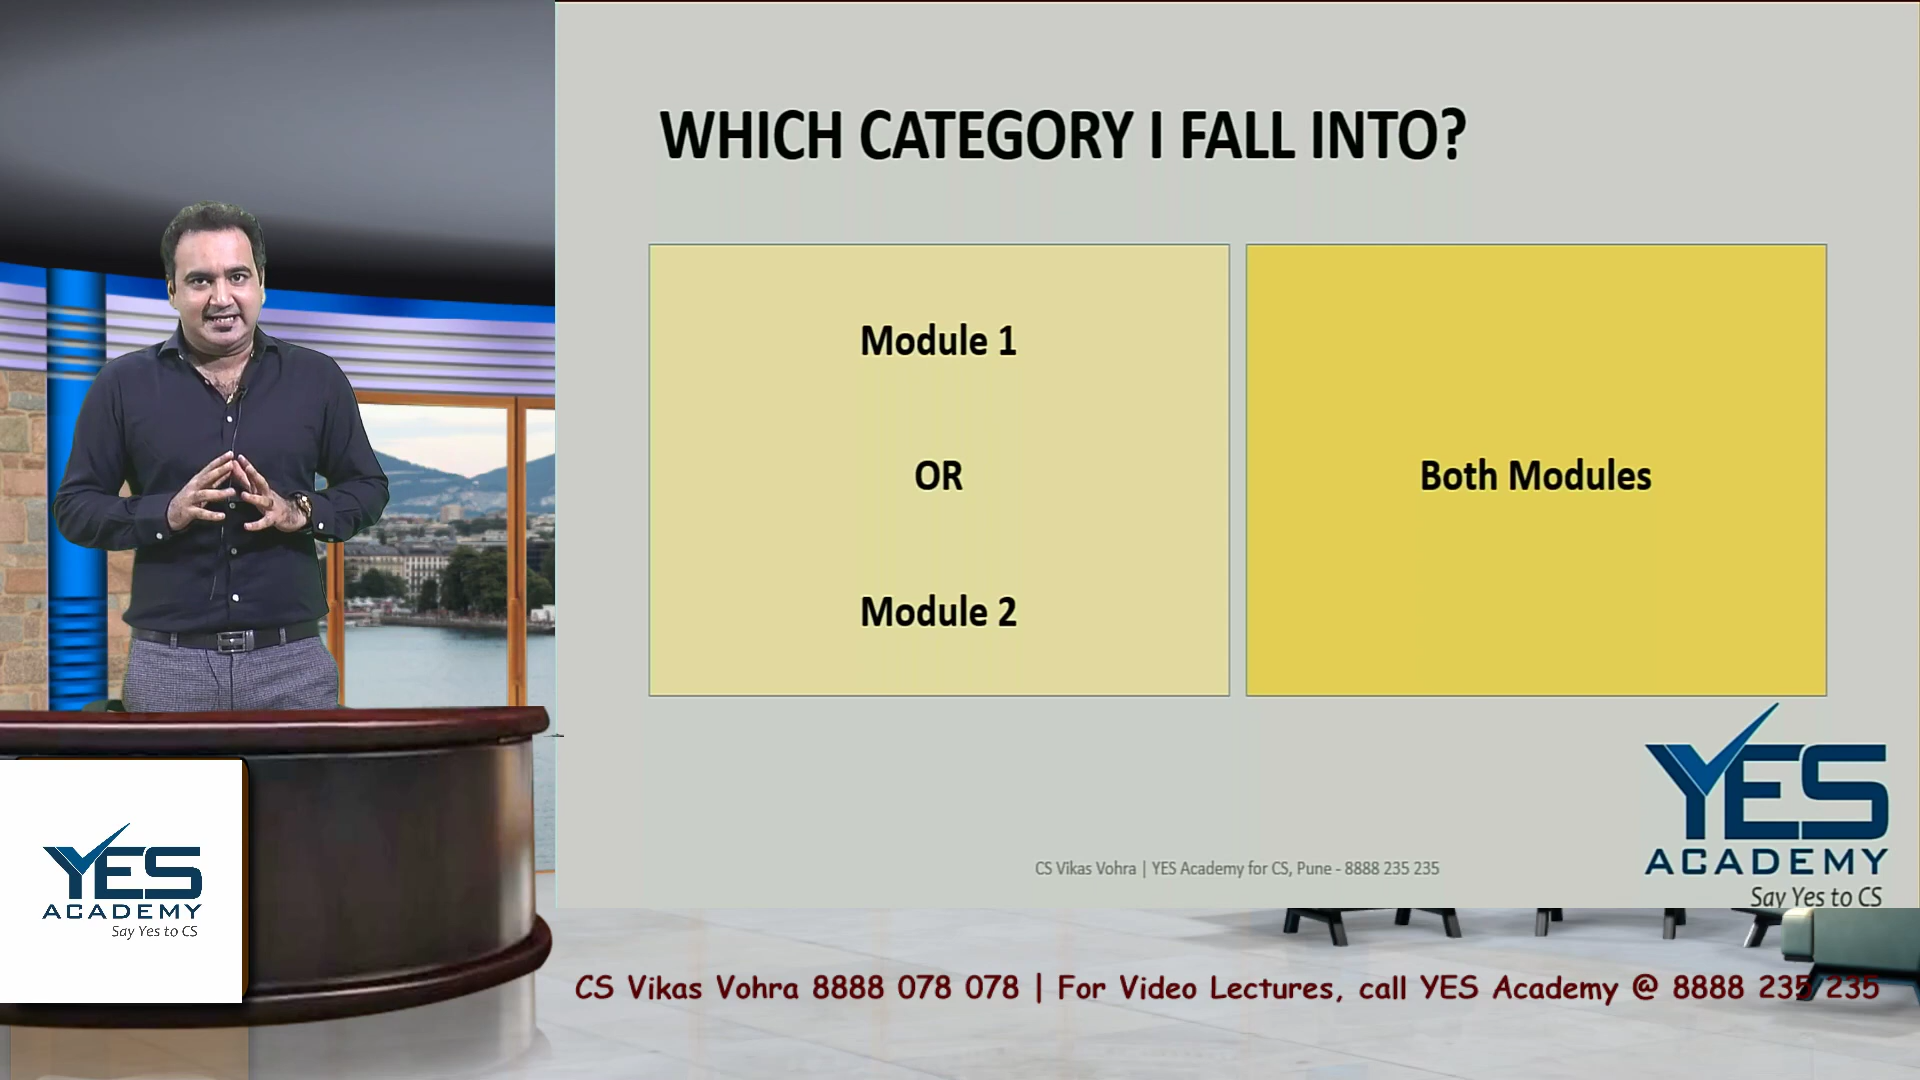 WHICH CATEGORY I FALL INTO?
Module 1
OR
Module 2
Both Modules
YES
ACADEMY
Say Yes to CS
CS Vikas Vohra | YES Academy for CS, Pune - 8888 235 235
YES
ACADEMY
Say Yes to CS
CS Vikas Vohra 8888 078 078 | For Video Lectures, call YES Academy @ 8888 235 235